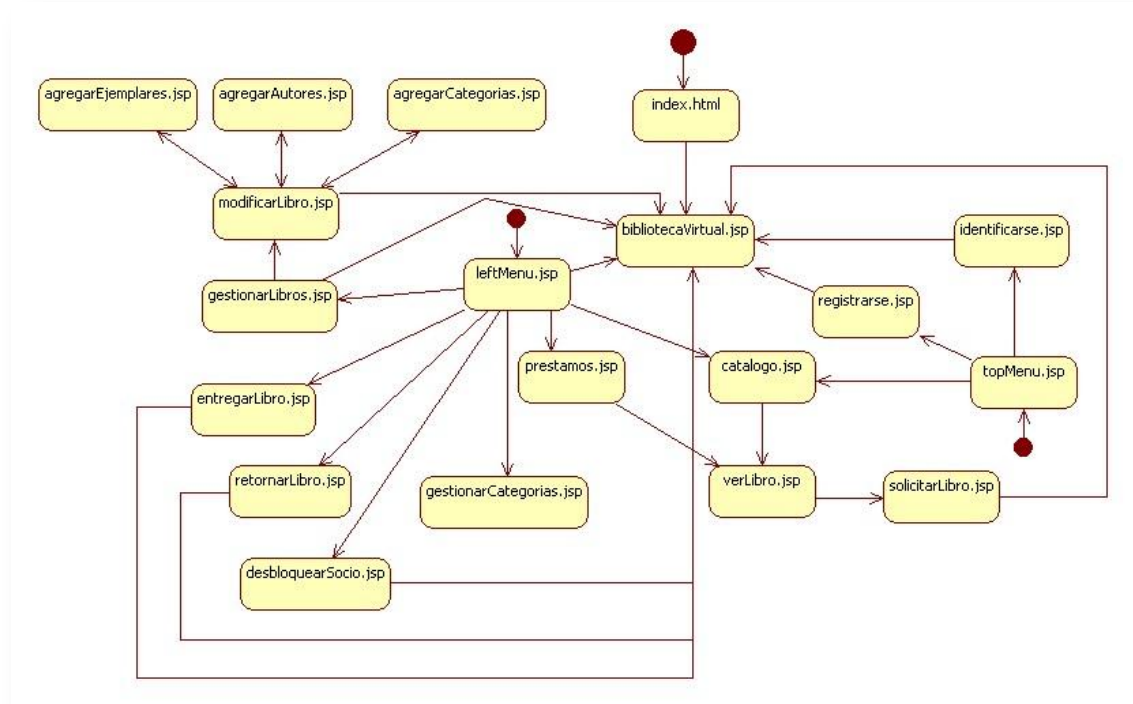 agregarEjemplares.jsp
agregarAutores.jsp
agregarCategorias.jsp
index.html
modificarLibro.jsp
bibliotecaVirtual.jsp
identificarse.jsp
leftMenu.jsp
gestionarLibros.jsp
registrarse.jsp
prestamos.jsp
catalogo.jsp
topMenu.jsp
entregarLibro.jsp
retornarLibro.jsp
gestionarCategorias.jsp
verLibro.jsp
solicitarLibro.jsp
desbloquearSocio.jsp